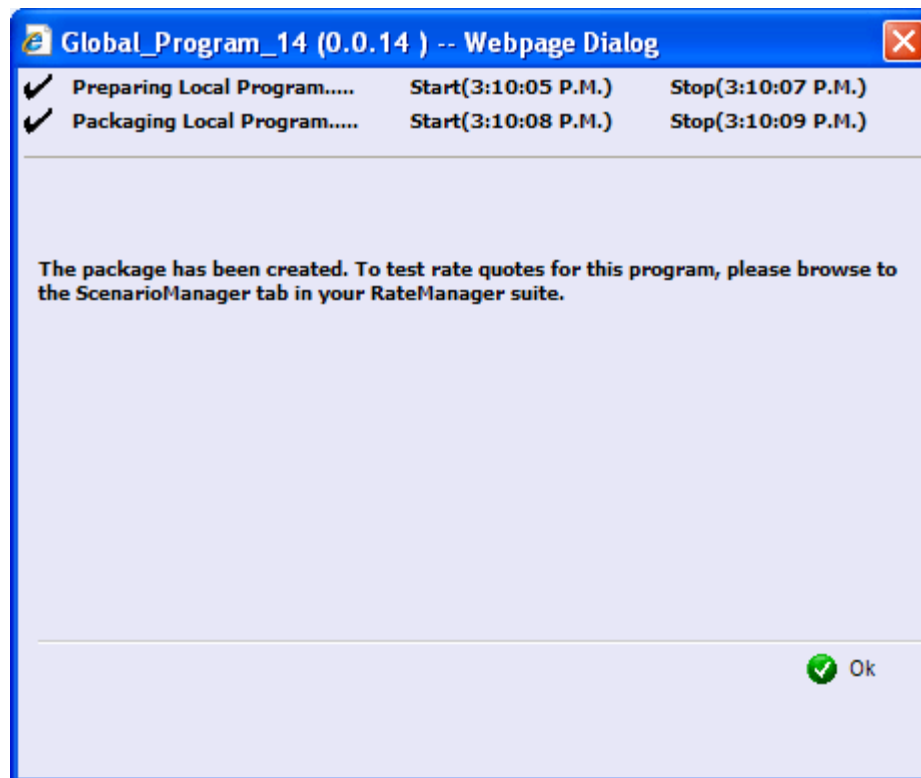 Global_Program_14 (0.0.14 ) -- Webpage Dialog
Preparing Local Program..... Start(3:10:05 P.M.) Stop(3:10:07 P.M.)
Packaging Local Program..... Start(3:10:08 P.M.) Stop(3:10:09 P.M.)
The package has been created. To test rate quotes for this program, please browse to
the ScenarioManager tab in your RateManager suite.
Ok